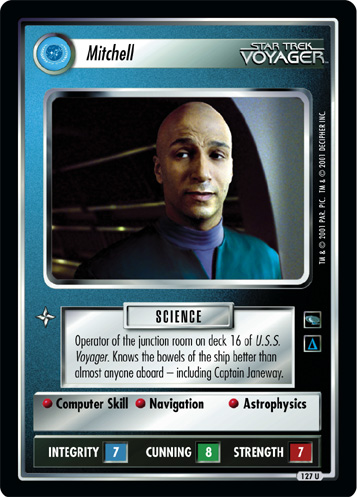 Mitchell
STAR TREK
VOYAGER
TM & © 2001 PAR. PIC. TM & © 2001 DECIPHER INC.
SCIENCE
Operator of the junction room on deck 16 of U.S.S.
Voyager. Knows the bowels of the ship better than
almost anyone aboard – including Captain Janeway.
Computer Skill Navigation Astrophysics
INTEGRITY 7 CUNNING 8 STRENGTH 7
127 U